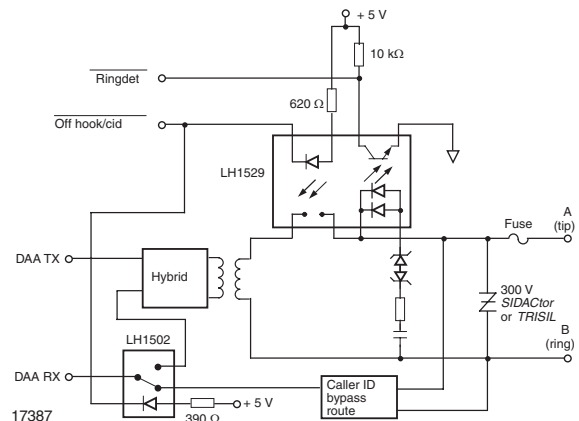 + 5 V
10 kΩ
Ringdet
620 Ω
Off hook/cid
LH1529
A
(tip)
Fuse
DAA TX
Hybrid
300 V
SIDACtor
or TRISIL
B
(ring)
LH1502
DAA RX
Caller ID
bypass
route
+ 5 V
390 Ω
17387